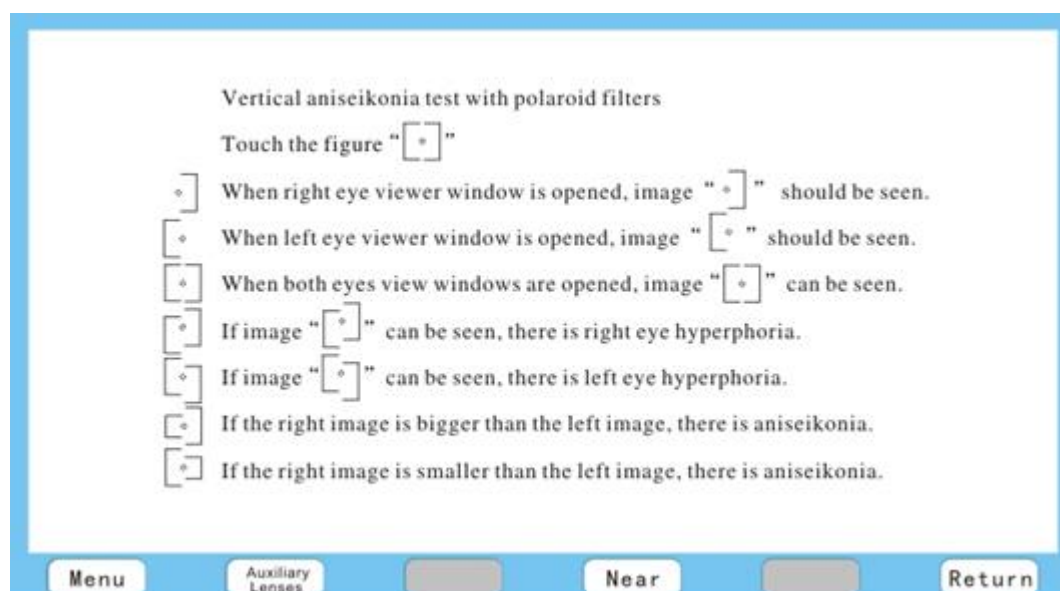 Vertical aniseikonia test with polaroid filters
Touch the figure “ ”
When right eye viewer window is opened, image “ ” should be seen.
When left eye viewer window is opened, image “ ” should be seen.
When both eyes view windows are opened, image “ ” can be seen.
If image “ ” can be seen, there is right eye hyperphoria.
If image “ ” can be seen, there is left eye hyperphoria.
If the right image is bigger than the left image, there is aniseikonia.
If the right image is smaller than the left image, there is aniseikonia.
Menu
Auxiliary
Lenses
Near
Return